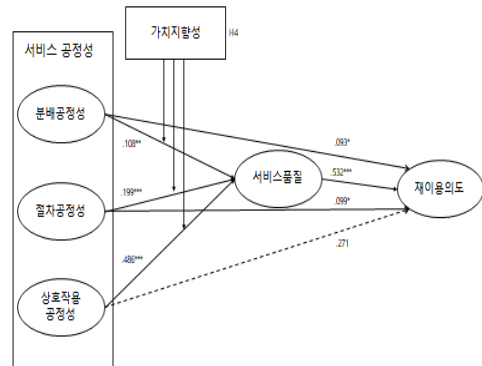 가치지향성
H4
서비스 공정성
분배공정성
.093*
.108**
서비스품질
.532***
재이용의도
.199***
절차공정성
.099*
.271
.486***
상호작용
공정성